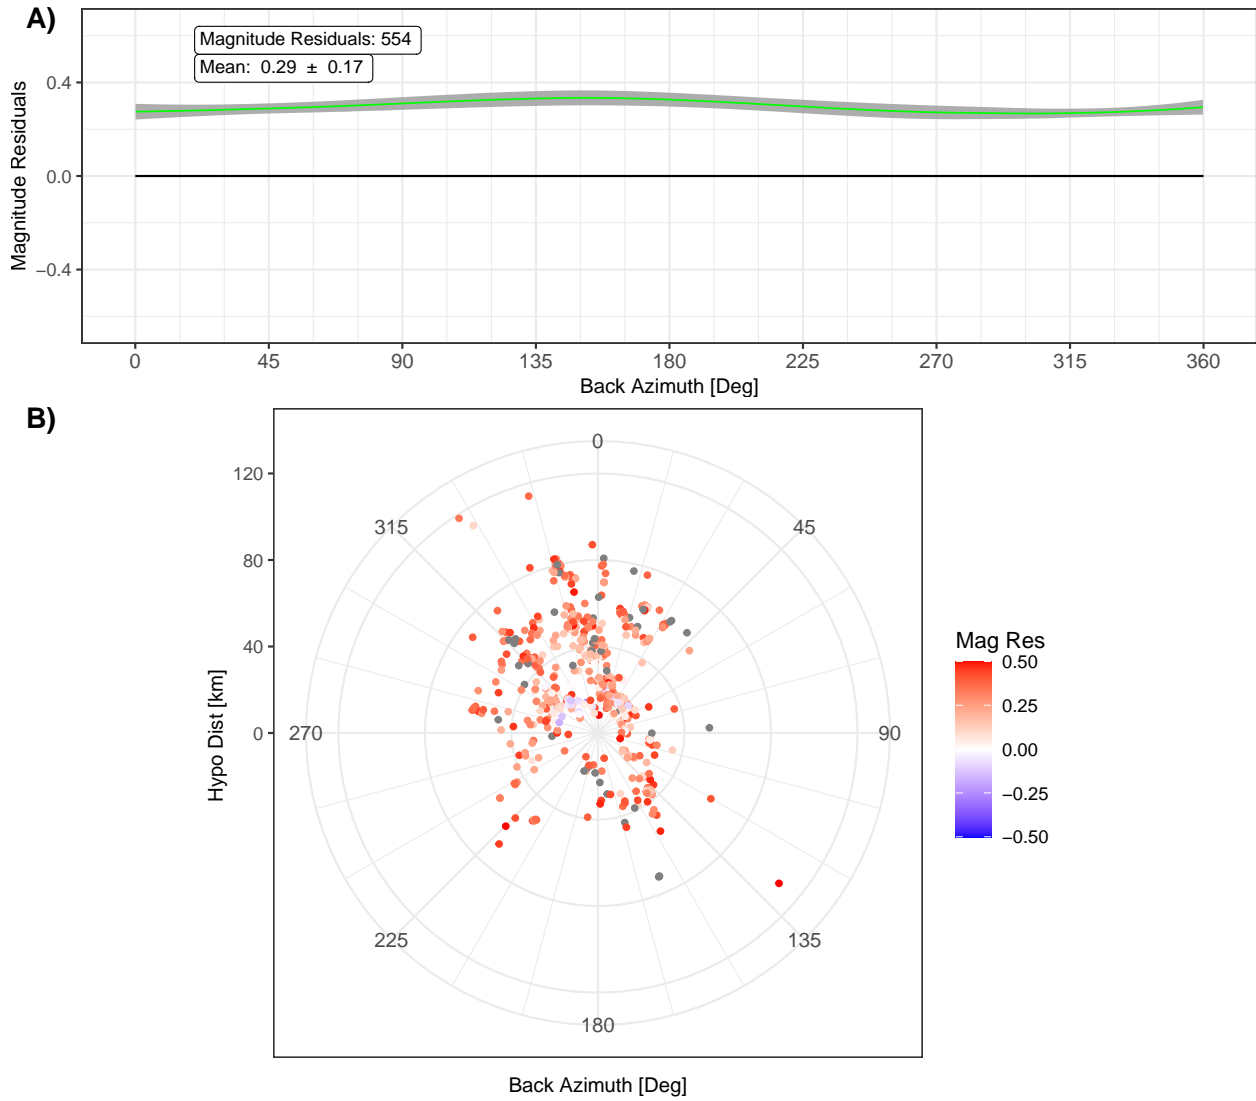 A)
Magnitude Residuals: 554
Mean: 0.29 ± 0.17
Magnitude Residuals
0.4
0.0
−0.4
0 45 90 135 180 225 270 315 360
Back Azimuth [Deg]
B)
Hypo Dist [km]
120
80
40
0
0
45
90
135
180
225
270
315
Back Azimuth [Deg]
Mag Res
0.50
0.25
0.00
−0.25
−0.50